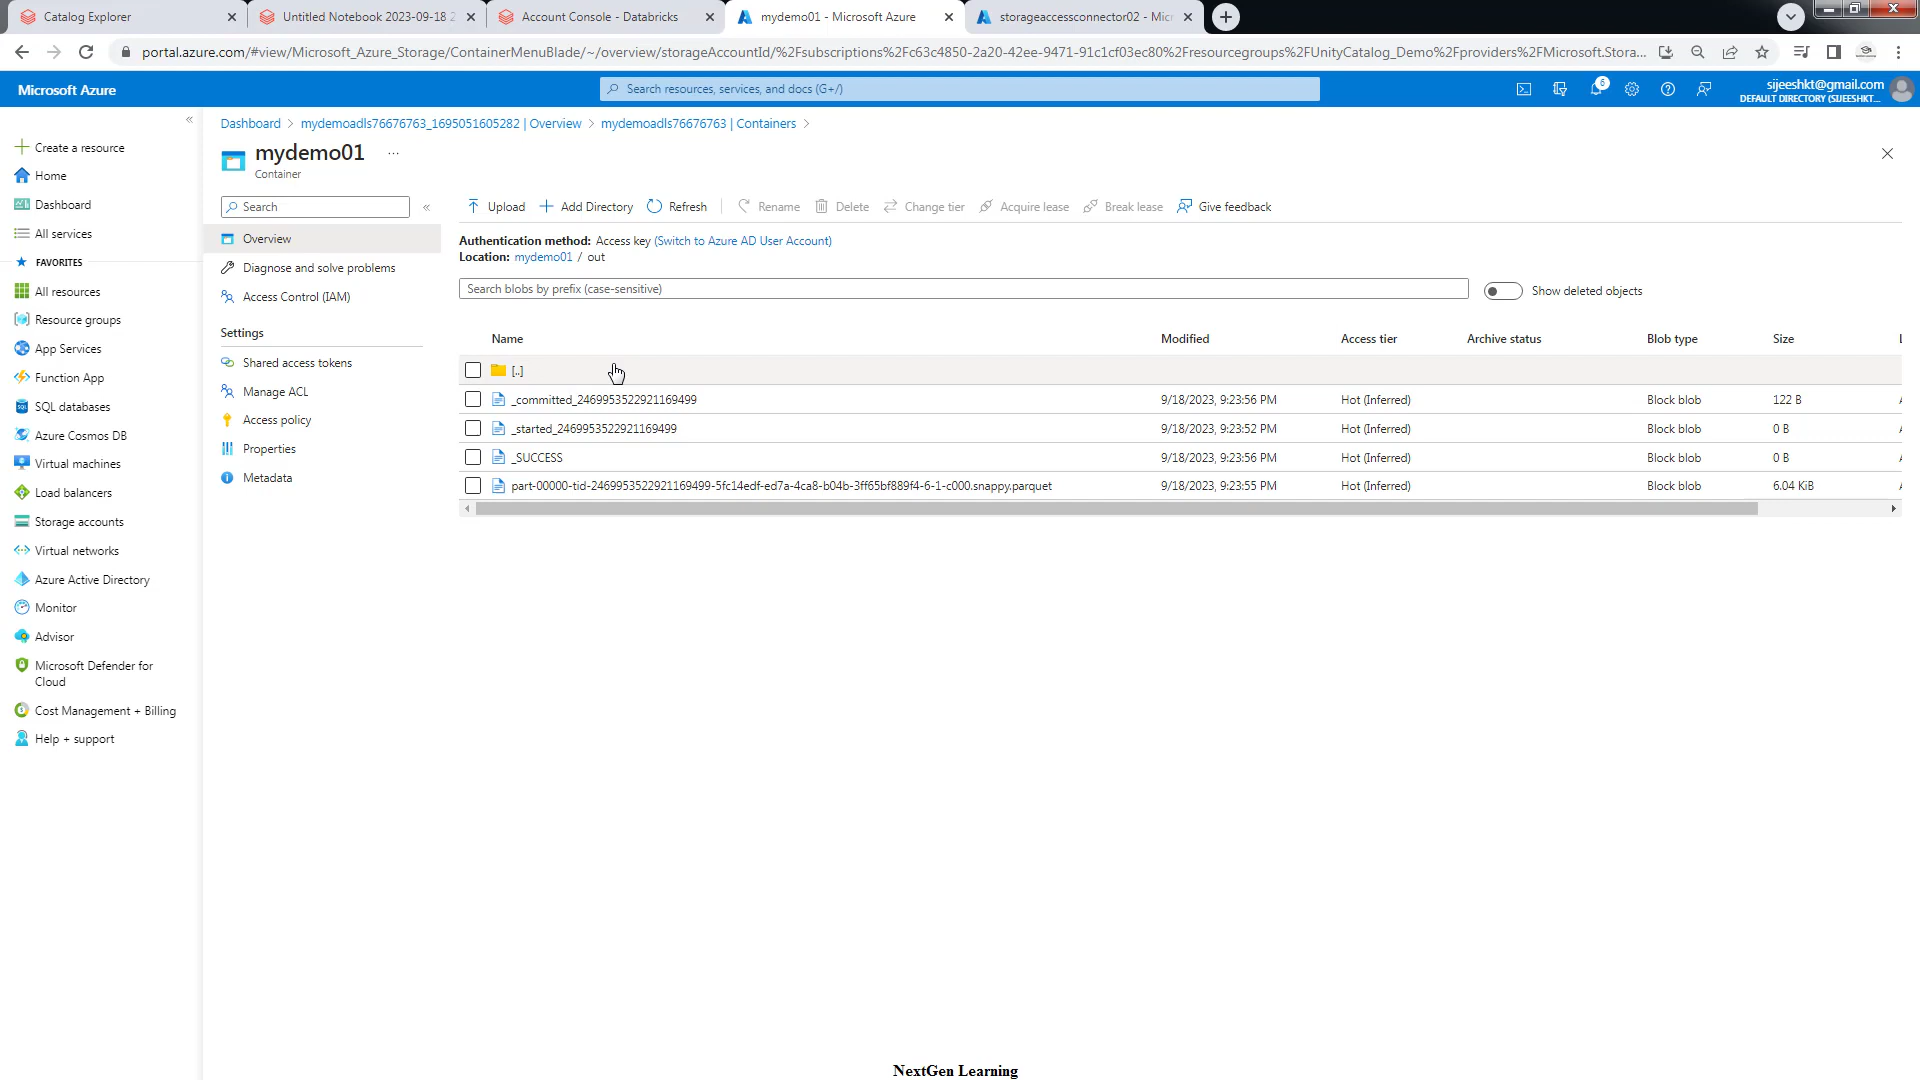 Catalog Explorer
Untitled Notebook 2023-09-18 2
Account Console - Databricks
mydemo01 - Microsoft Azure
storageaccessconnector02 - Mic
portal.azure.com/#view/Microsoft_Azure_Storage/ContainerMenuBlade/~/overview/storageAccountId/%2Fsubscriptions%2Fc63c4850-2a20-42ee-9471-91c1cf03ec80%2Fresourcegroups%2FUnityCatalog_Demo%2Fproviders%2FMicrosoft.Stora...
Microsoft Azure
Search resources, services, and docs (G+/)
6
sijeeshkt@gmail.com
DEFAULT DIRECTORY (SIJEESHKT...
Dashboard > mydemoadls76676763_1695051605282 | Overview > mydemoadls76676763 | Containers >
mydemo01 ...
Container
Create a resource
Home
Dashboard
All services
FAVORITES
All resources
Resource groups
App Services
Function App
SQL databases
Azure Cosmos DB
Virtual machines
Load balancers
Storage accounts
Virtual networks
Azure Active Directory
Monitor
Advisor
Microsoft Defender for
Cloud
Cost Management + Billing
Help + support
Search
Overview
Diagnose and solve problems
Access Control (IAM)
Settings
Shared access tokens
Manage ACL
Access policy
Properties
Metadata
Upload Add Directory Refresh Rename Delete Change tier Acquire lease Break lease Give feedback
Authentication method: Access key (Switch to Azure AD User Account)
Location: mydemo01 / out
Search blobs by prefix (case-sensitive)
Show deleted objects
Name Modified Access tier Archive status Blob type Size
[..]
_committed_2469953522921169499 9/18/2023, 9:23:56 PM Hot (Inferred) Block blob 122 B
_started_2469953522921169499 9/18/2023, 9:23:52 PM Hot (Inferred) Block blob 0 B
_SUCCESS 9/18/2023, 9:23:56 PM Hot (Inferred) Block blob 0 B
part-00000-tid-2469953522921169499-5fc14edf-ed7a-4ca8-b04b-3ff65bf889f4-6-1-c000.snappy.parquet 9/18/2023, 9:23:55 PM Hot (Inferred) Block blob 6.04 KiB
NextGen Learning